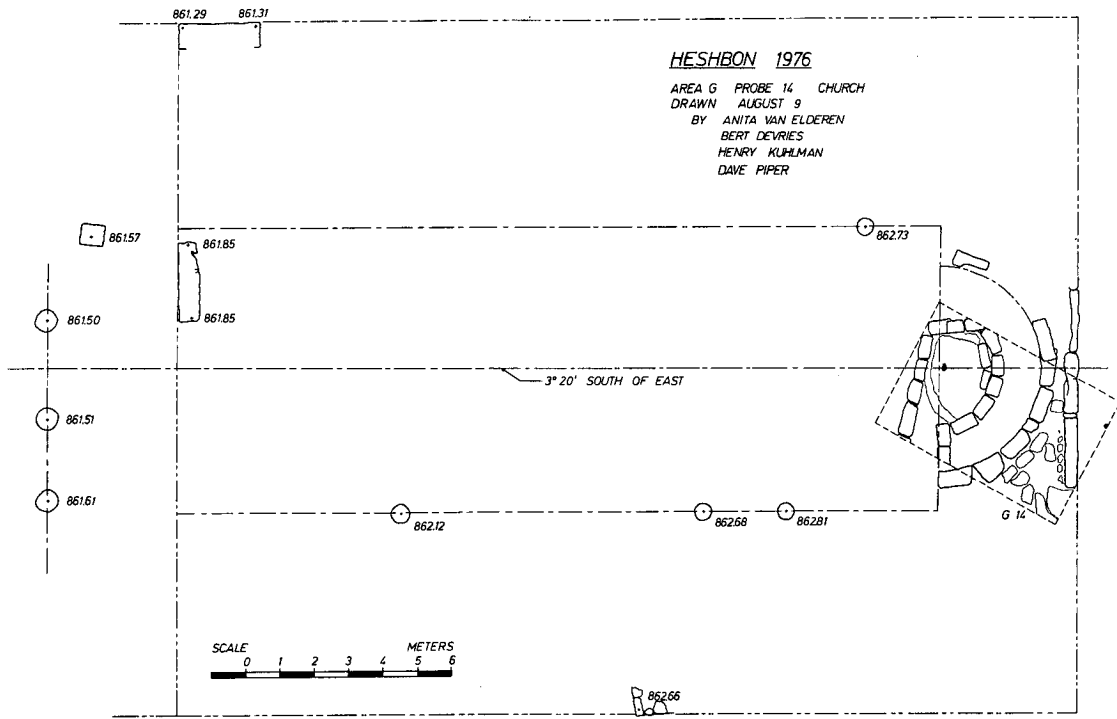 861.29 861.31
HESHBON 1976
AREA G PROBE 14 CHURCH
DRAWN AUGUST 9
BY ANITA VAN ELDEREN
BERT DEVRIES
HENRY KUHLMAN
DAVE PIPER
861.57
861.85
862.73
861.50
861.85
3° 20' SOUTH OF EAST
861.51
861.61
862.12
862.68
862.81
G 14
SCALE METERS
0 1 2 3 4 5 6
862.66